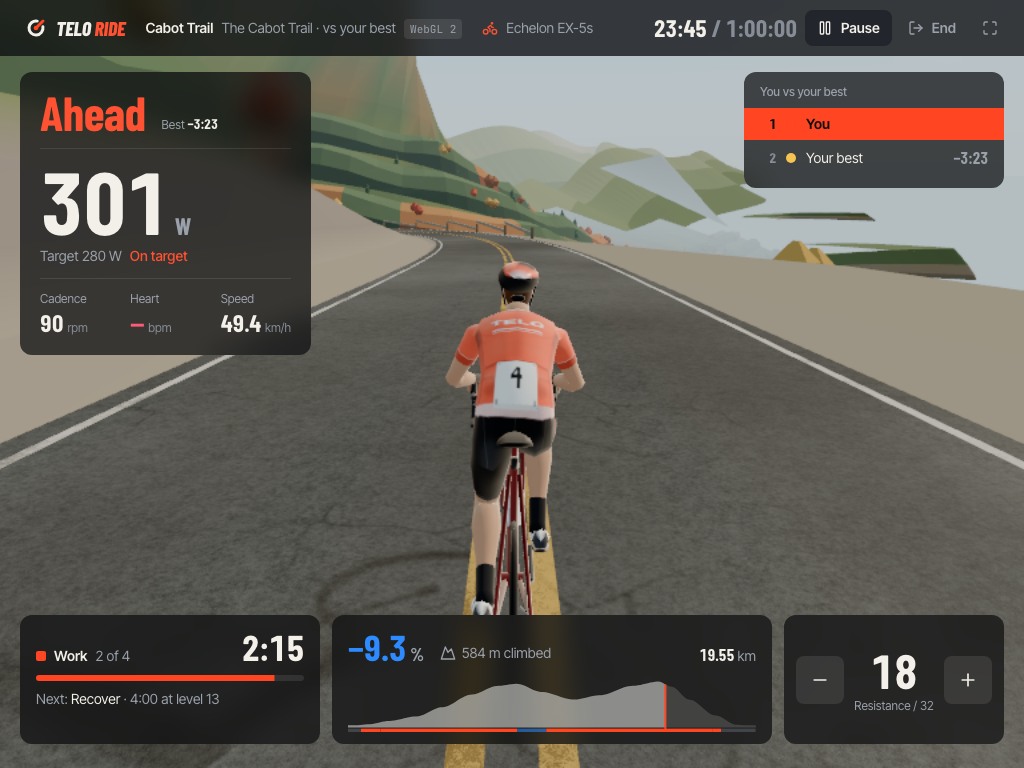 TELO RIDE Cabot Trail The Cabot Trail · vs your best WebGL 2 Echelon EX-5s 23:45 / 1:00:00 Pause End
Ahead Best −3:23
301 W
Target 280 W On target
Cadence Heart Speed
90 rpm — bpm 49.4 km/h
You vs your best
1 You
2 Your best −3:23
TELO
4
Work 2 of 4 2:15
Next: Recover · 4:00 at level 13
−9.3 % 584 m climbed 19.55 km
− 18 +
Resistance / 32